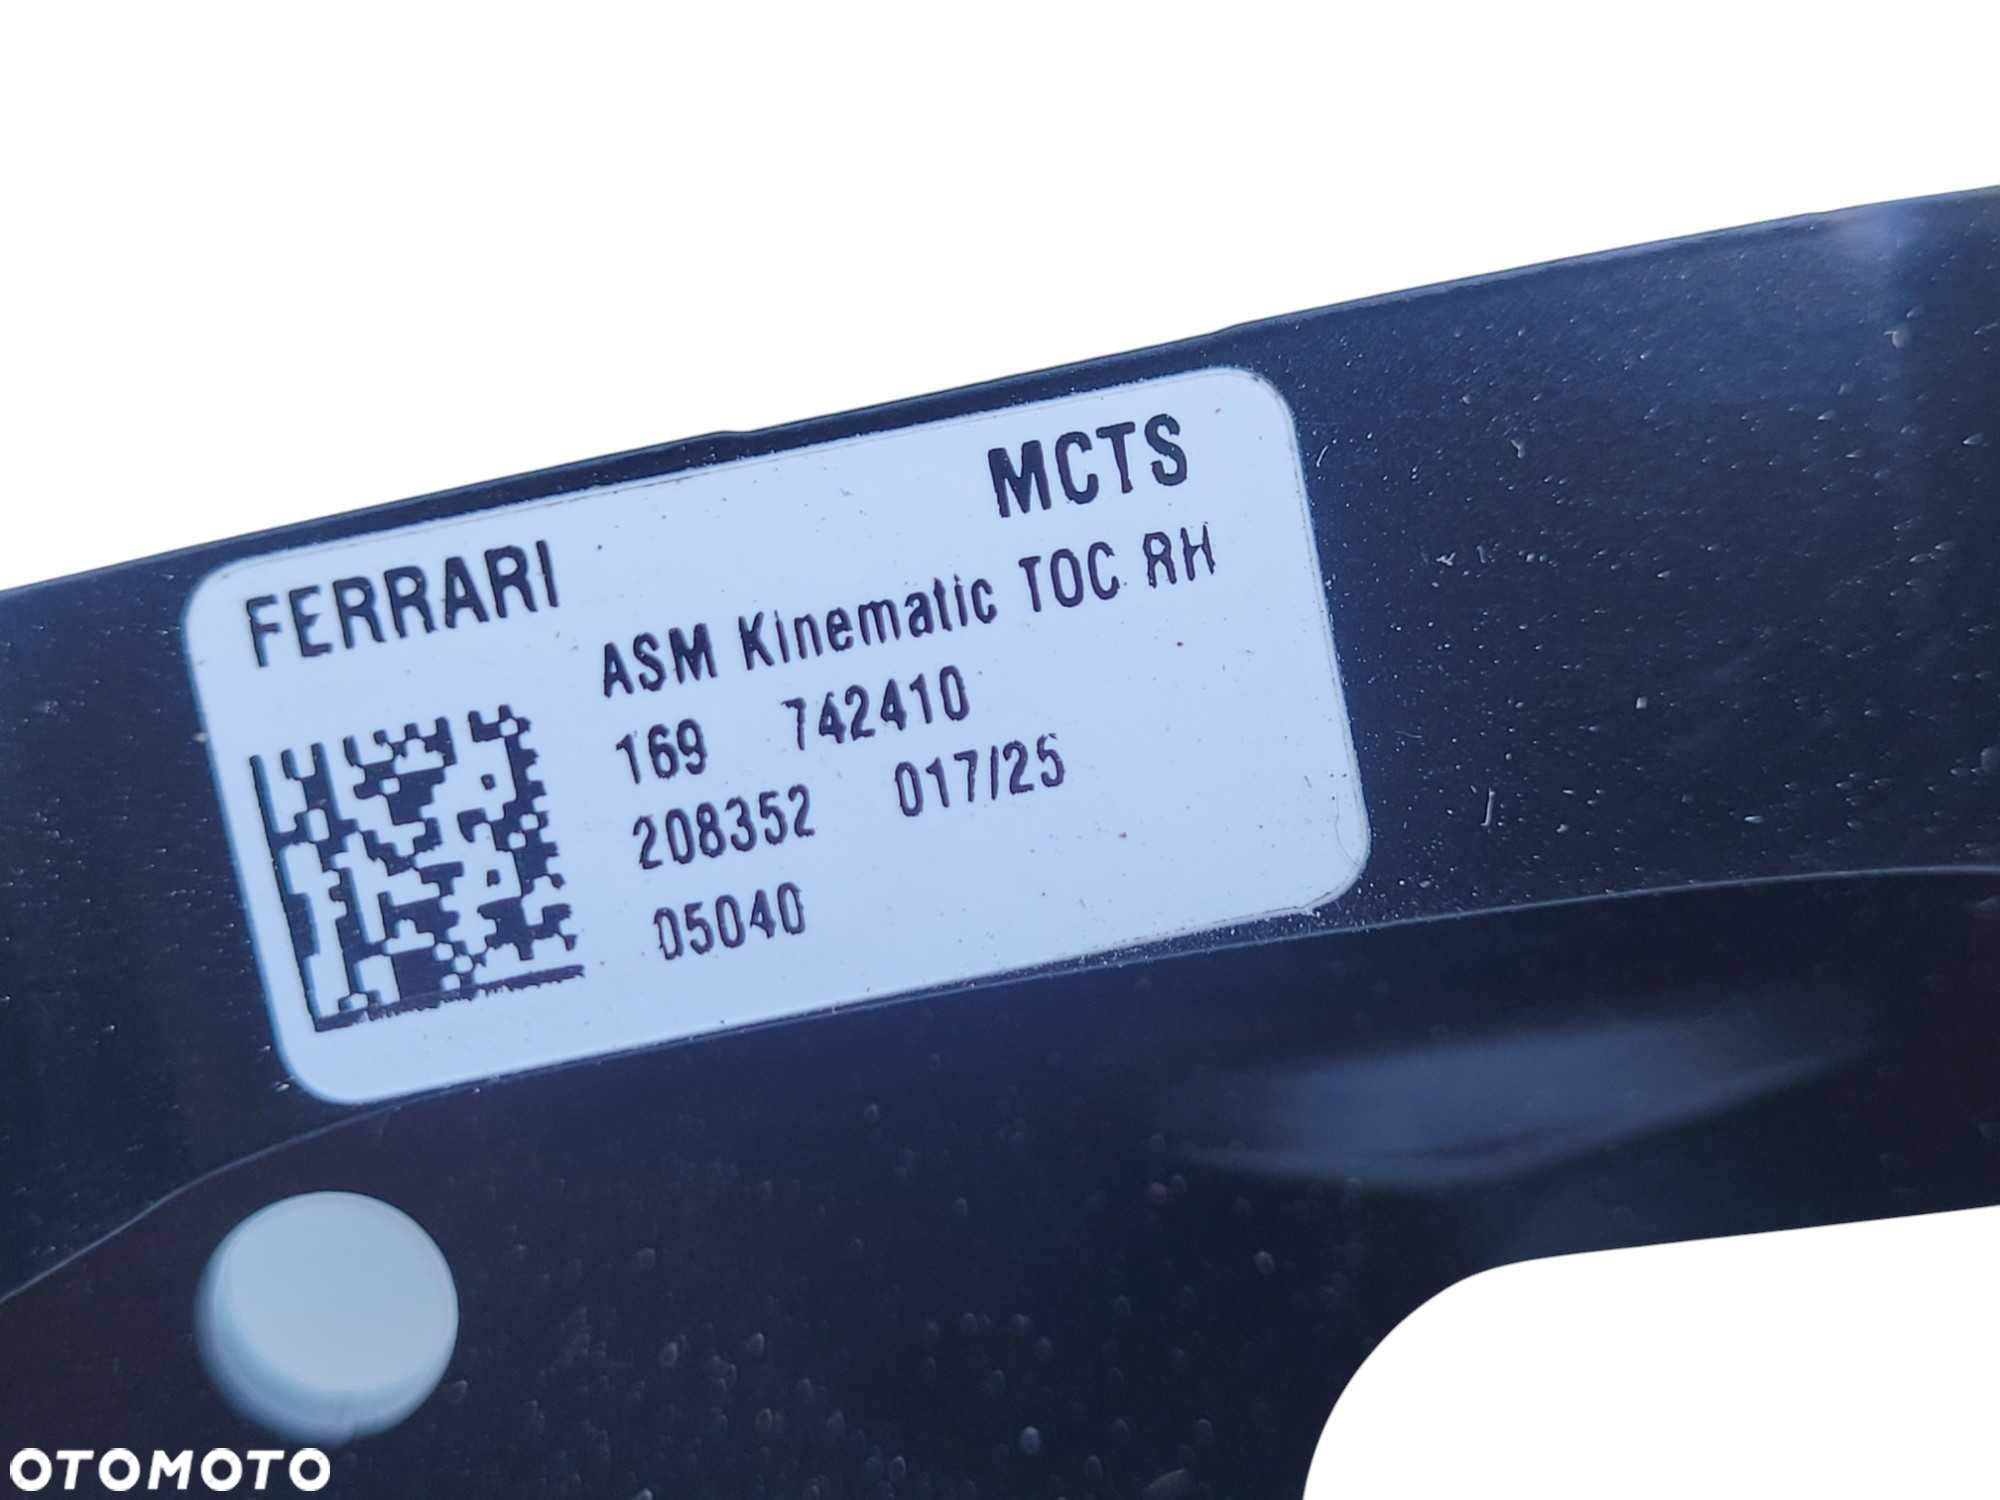 MCTS
FERRARI
ASM Kinematic TOC RH
169 742410
208352 017/25
05040
OTOMOTO